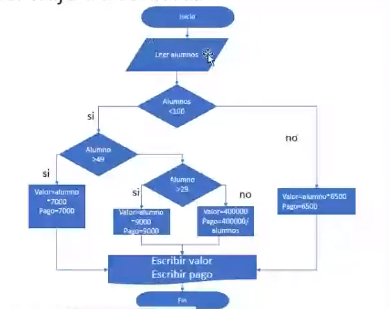 Inicio
Leer alumnos
Alumnos
<100
si
no
Alumno
>49
si
Alumno
>29
si
no
Valor=alumno
*7000
Pago=7000
Valor=alumno
*9000
Pago=9000
Valor=400000
Pago=400000/
alumnos
Valor=alumno*6500
Pago=6500
Escribir valor
Escribir pago
Fin